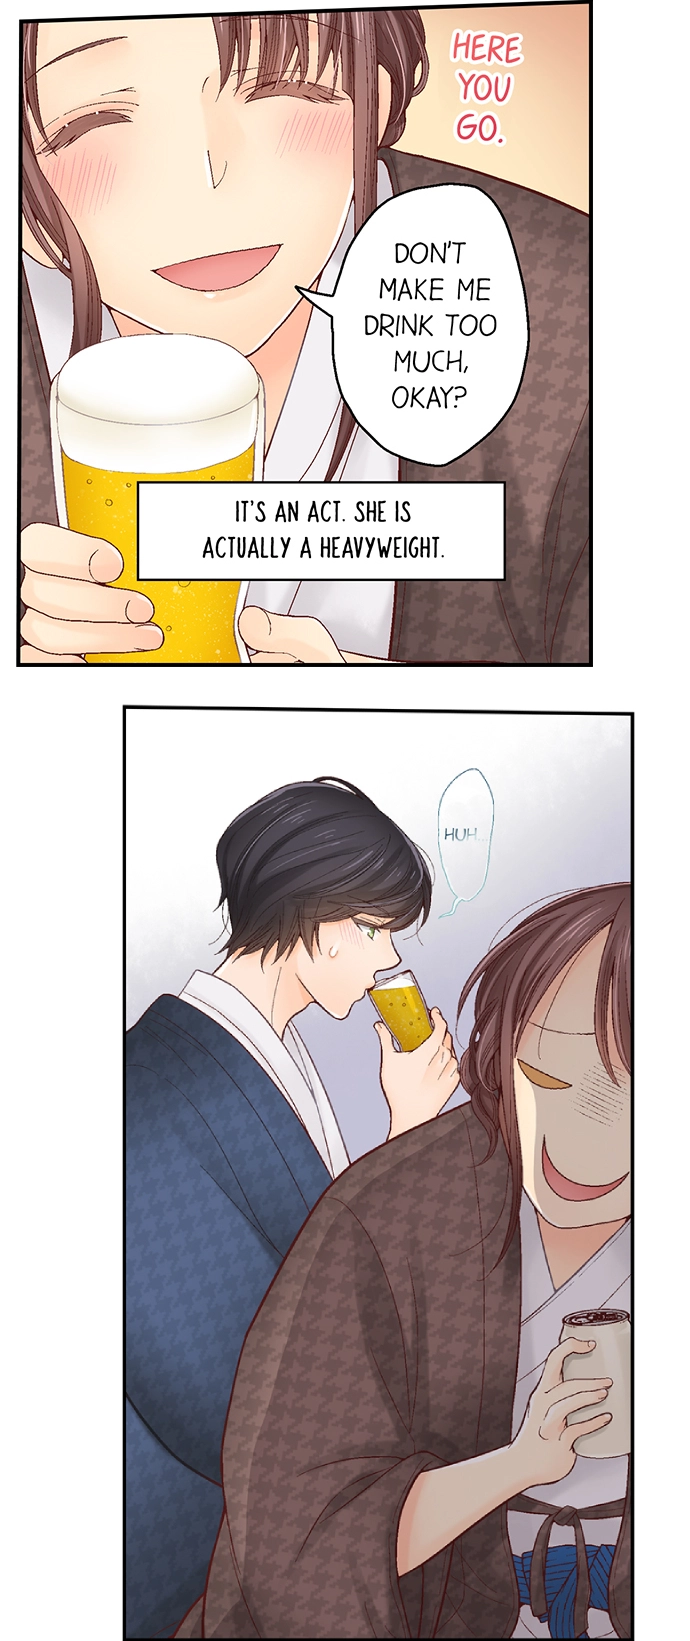 HERE
YOU
GO.
DON'T
MAKE ME
DRINK TOO
MUCH,
OKAY?
IT'S AN ACT. SHE IS
ACTUALLY A HEAVYWEIGHT.
HUH...